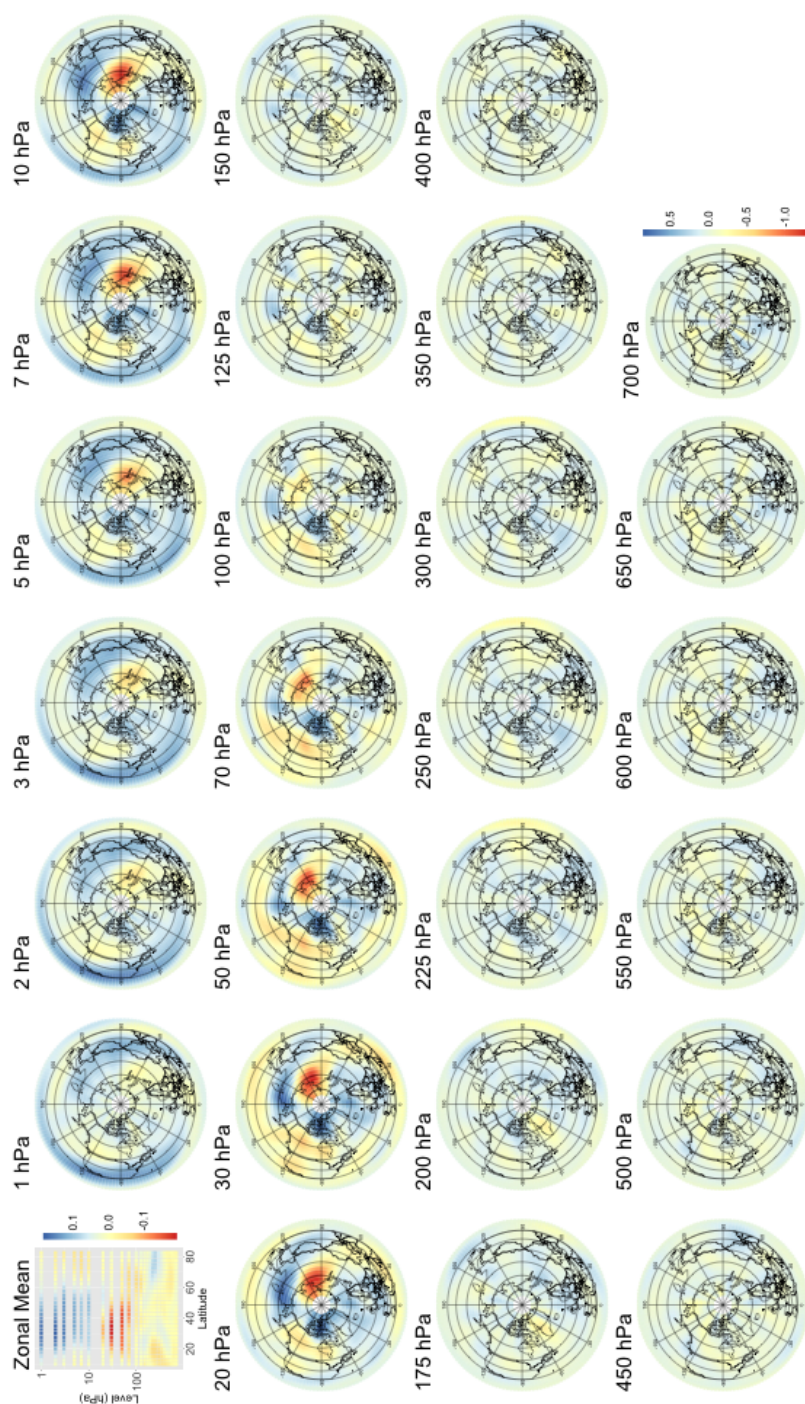 Zonal Mean
Level (hPa)
1
10
100
20
40
60
80
Latitude
0.1
0.0
-0.1
1 hPa
2 hPa
3 hPa
5 hPa
7 hPa
10 hPa
20 hPa
30 hPa
50 hPa
70 hPa
100 hPa
125 hPa
150 hPa
175 hPa
200 hPa
225 hPa
250 hPa
300 hPa
350 hPa
400 hPa
450 hPa
500 hPa
550 hPa
600 hPa
650 hPa
700 hPa
0.5
0.0
-0.5
-1.0